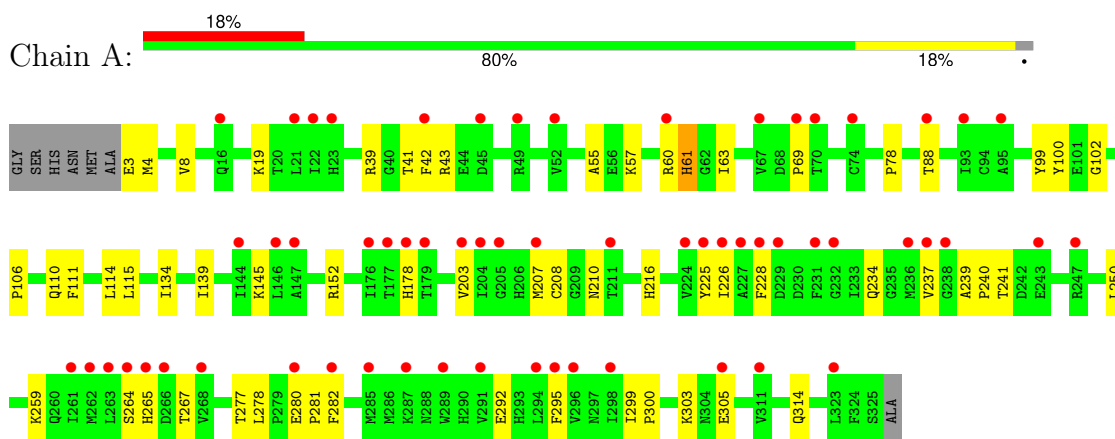 18%
Chain A:
80% 18% •
GLY SER HIS ASN MET ALA E3 M4 V8 Q16 K19 T20 L21 I22 H23 R39 G40 T41 F42 R43 E44 D45 R49 V52 A55 E56 K57 R60 H61 G62 I63 V67 D68 P69 T70 C74 P78 T88 I93 C94 A95 Y99 Y100 E101 G102
P106 Q110 F111 L114 L115 I134 I139 I144 K145 L146 A147 R152 I176 T177 H178 T179 V203 I204 G205 H206 M207 C208 G209 N210 T211 H216 V224 Y225 I226 A227 F228 D229 D230 F231 G232 I233 Q234 G235 M236 V237 G238 A239 P240 T241 D242 E243 R247
K259 Q260 I261 M262 L263 S264 H265 D266 T267 V268 T277 L278 P279 E280 P281 F282 M285 M286 K287 N288 W289 H290 V291 E292 H293 L294 F295 V296 N297 I298 I299 P300 K303 N304 E305 V311 Q314 L323 F324 S325 ALA